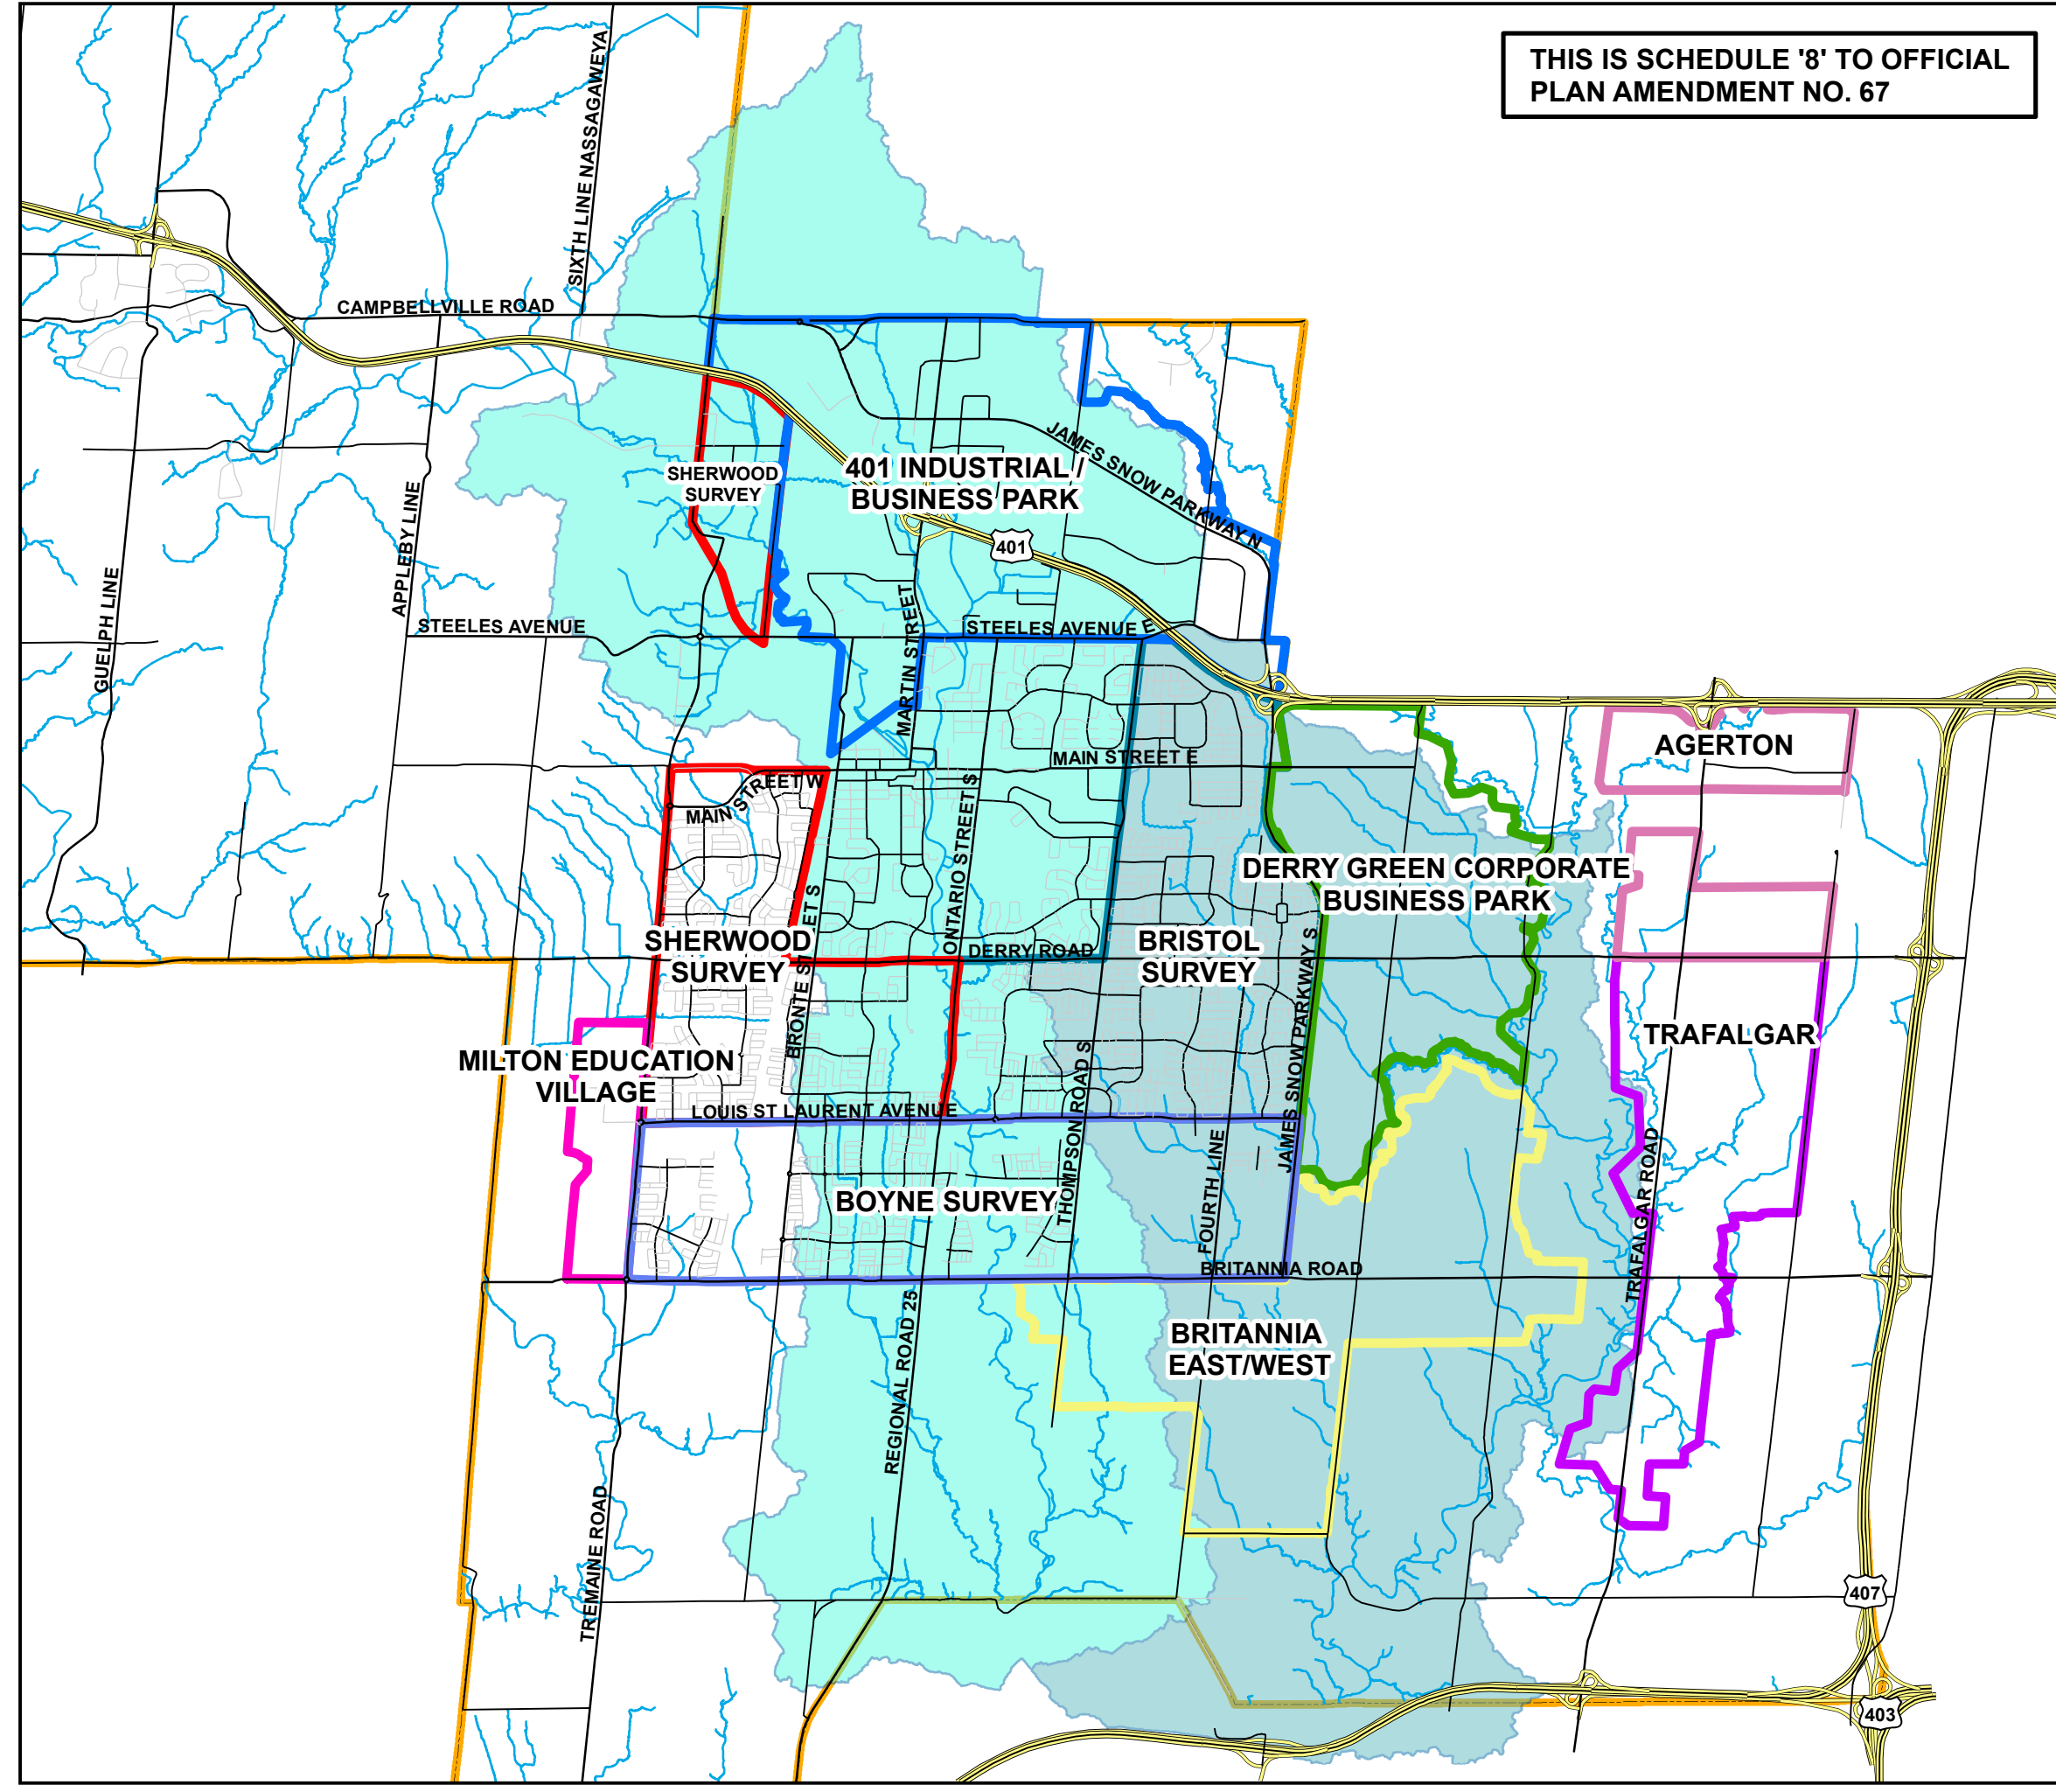 THIS IS SCHEDULE '8' TO OFFICIAL
PLAN AMENDMENT NO. 67
SIXTH LINE NASSAGAWEYA
CAMPBELLVILLE ROAD
JAMES SNOW PARKWAY N
SHERWOOD
SURVEY
401 INDUSTRIAL /
BUSINESS PARK
401
APPLEBY LINE
GUELPH LINE
STEELES AVENUE
MARTIN STREET
STEELES AVENUE E
AGERTON
MAIN STREET E
MAIN STREET W
ONTARIO STREET S
DERRY GREEN CORPORATE
BUSINESS PARK
BRONTE STREET S
SHERWOOD
SURVEY
DERRY ROAD
BRISTOL
SURVEY
JAMES SNOW PARKWAY S
TRAFALGAR
MILTON EDUCATION
VILLAGE
THOMPSON ROAD S
LOUIS ST LAURENT AVENUE
FOURTH LINE
BOYNE SURVEY
TRAFALGAR ROAD
BRITANNIA ROAD
REGIONAL ROAD 25
BRITANNIA
EAST/WEST
TREMAINE ROAD
407
403